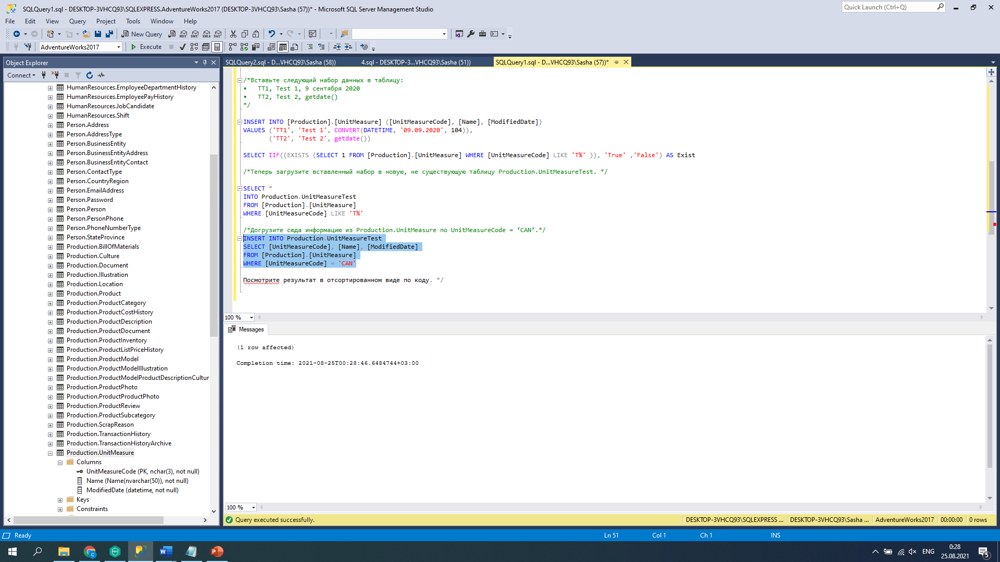 SQLQuery1.sql - DESKTOP-3VHCQ93\SQLEXPRESS.AdventureWorks2017 (DESKTOP-3VHCQ93\Sasha (57))* - Microsoft SQL Server Management Studio
Quick Launch (Ctrl+Q)
File Edit View Query Project Tools Window Help
New Query
MDX DMX XMLA DAX
AdventureWorks2017
Execute
Object Explorer
Connect
HumanResources.EmployeeDepartmentHistory
HumanResources.EmployeePayHistory
HumanResources.JobCandidate
HumanResources.Shift
Person.Address
Person.AddressType
Person.BusinessEntity
Person.BusinessEntityAddress
Person.BusinessEntityContact
Person.ContactType
Person.CountryRegion
Person.EmailAddress
Person.Password
Person.Person
Person.PersonPhone
Person.PhoneNumberType
Person.StateProvince
Production.BillOfMaterials
Production.Culture
Production.Document
Production.Illustration
Production.Location
Production.Product
Production.ProductCategory
Production.ProductCostHistory
Production.ProductDescription
Production.ProductDocument
Production.ProductInventory
Production.ProductListPriceHistory
Production.ProductModel
Production.ProductModelIllustration
Production.ProductModelProductDescriptionCultur
Production.ProductPhoto
Production.ProductProductPhoto
Production.ProductReview
Production.ProductSubcategory
Production.ScrapReason
Production.TransactionHistory
Production.TransactionHistoryArchive
Production.UnitMeasure
Columns
UnitMeasureCode (PK, nchar(3), not null)
Name (Name(nvarchar(50)), not null)
ModifiedDate (datetime, not null)
Keys
Constraints
SQLQuery2.sql - D...VHCQ93\Sasha (58))
4.sql - DESKTOP-3...VHCQ93\Sasha (51))
SQLQuery1.sql - D...VHCQ93\Sasha (57))*
/*Вставьте следующий набор данных в таблицу:
• TT1, Test 1, 9 сентября 2020
• TT2, Test 2, getdate()
*/
INSERT INTO [Production].[UnitMeasure] ([UnitMeasureCode], [Name], [ModifiedDate])
VALUES ('TT1', 'Test 1', CONVERT(DATETIME, '09.09.2020', 104)),
('TT2', 'Test 2', getdate())
SELECT IIF((EXISTS (SELECT 1 FROM [Production].[UnitMeasure] WHERE [UnitMeasureCode] LIKE 'T%' )), 'True' ,'False') AS Exist
/*Теперь загрузите вставленный набор в новую, не существующую таблицу Production.UnitMeasureTest. */
SELECT *
INTO Production.UnitMeasureTest
FROM [Production].[UnitMeasure]
WHERE [UnitMeasureCode] LIKE 'T%'
/*Догрузите сюда информацию из Production.UnitMeasure по UnitMeasureCode = ‘CAN’.*/
INSERT INTO Production.UnitMeasureTest
SELECT [UnitMeasureCode], [Name], [ModifiedDate]
FROM [Production].[UnitMeasure]
WHERE [UnitMeasureCode] = 'CAN'
Посмотрите результат в отсортированном виде по коду. */
100 %
Messages
(1 row affected)
Completion time: 2021-08-25T00:28:46.6484744+03:00
100 %
Query executed successfully.
DESKTOP-3VHCQ93\SQLEXPRESS ... DESKTOP-3VHCQ93\Sasha ... AdventureWorks2017 00:00:00 0 rows
Ready
Ln 51 Col 1 Ch 1 INS
ENG
0:28
25.08.2021
5